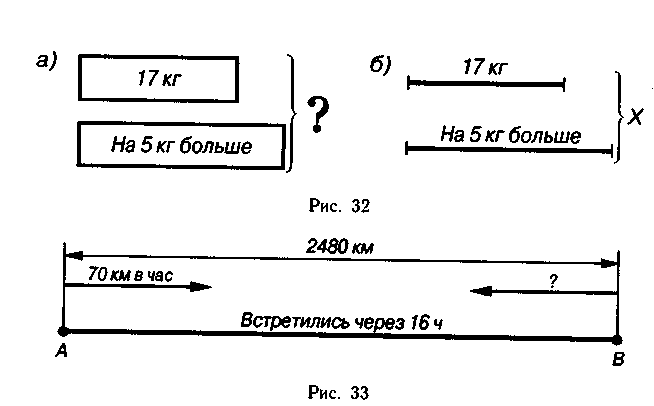 а)
17 кг
На 5 кг больше
?
б)
17 кг
На 5 кг больше
X
Рис. 32
2480 км
70 км в час
?
Встретились через 16 ч
A
B
Рис. 33